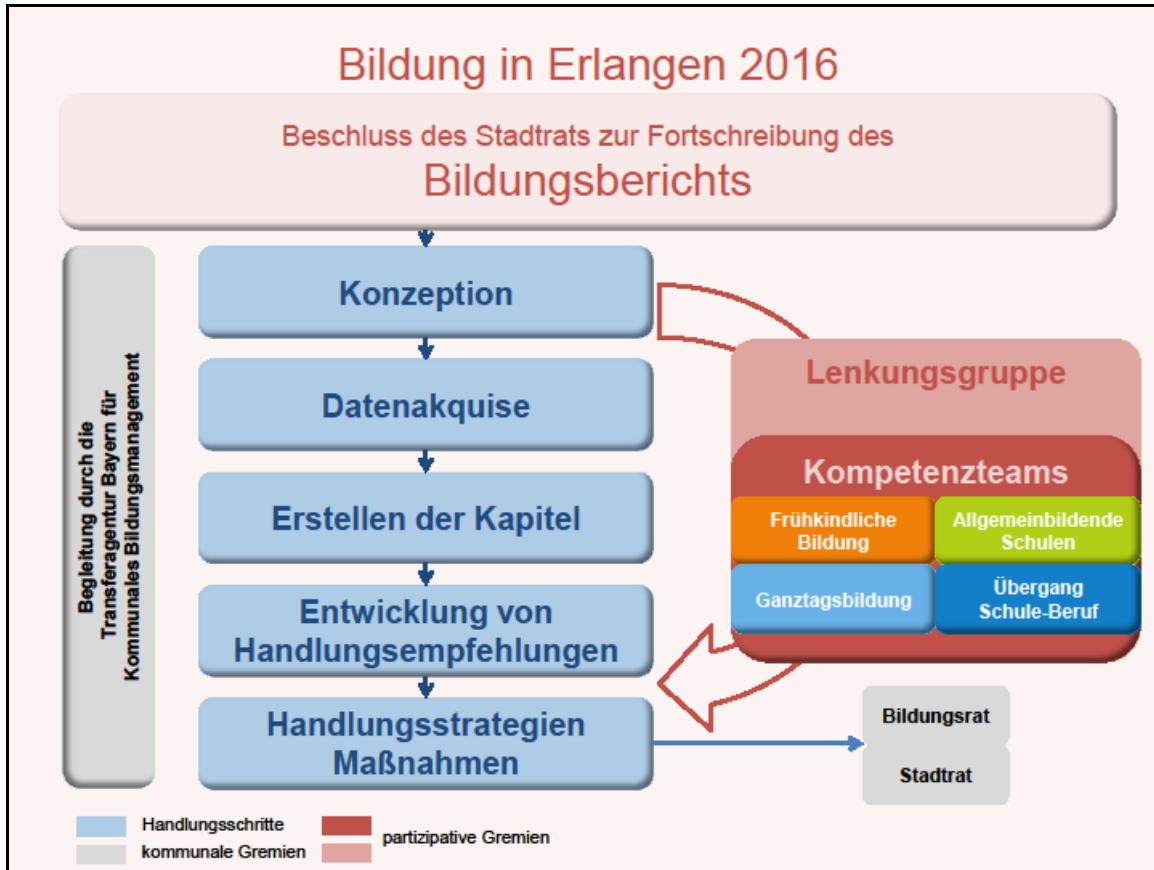 Bildung in Erlangen 2016
Beschluss des Stadtrats zur Fortschreibung des
Bildungsberichts
Begleitung durch die
Transferagentur Bayern für
Kommunales Bildungsmanagement
Konzeption
Datenakquise
Erstellen der Kapitel
Entwicklung von
Handlungsempfehlungen
Handlungsstrategien
Maßnahmen
Lenkungsgruppe
Kompetenzteams
Frühkindliche
Bildung
Allgemeinbildende
Schulen
Ganztagsbildung
Übergang
Schule-Beruf
Bildungsrat
Stadtrat
Handlungsschritte
kommunale Gremien
partizipative Gremien